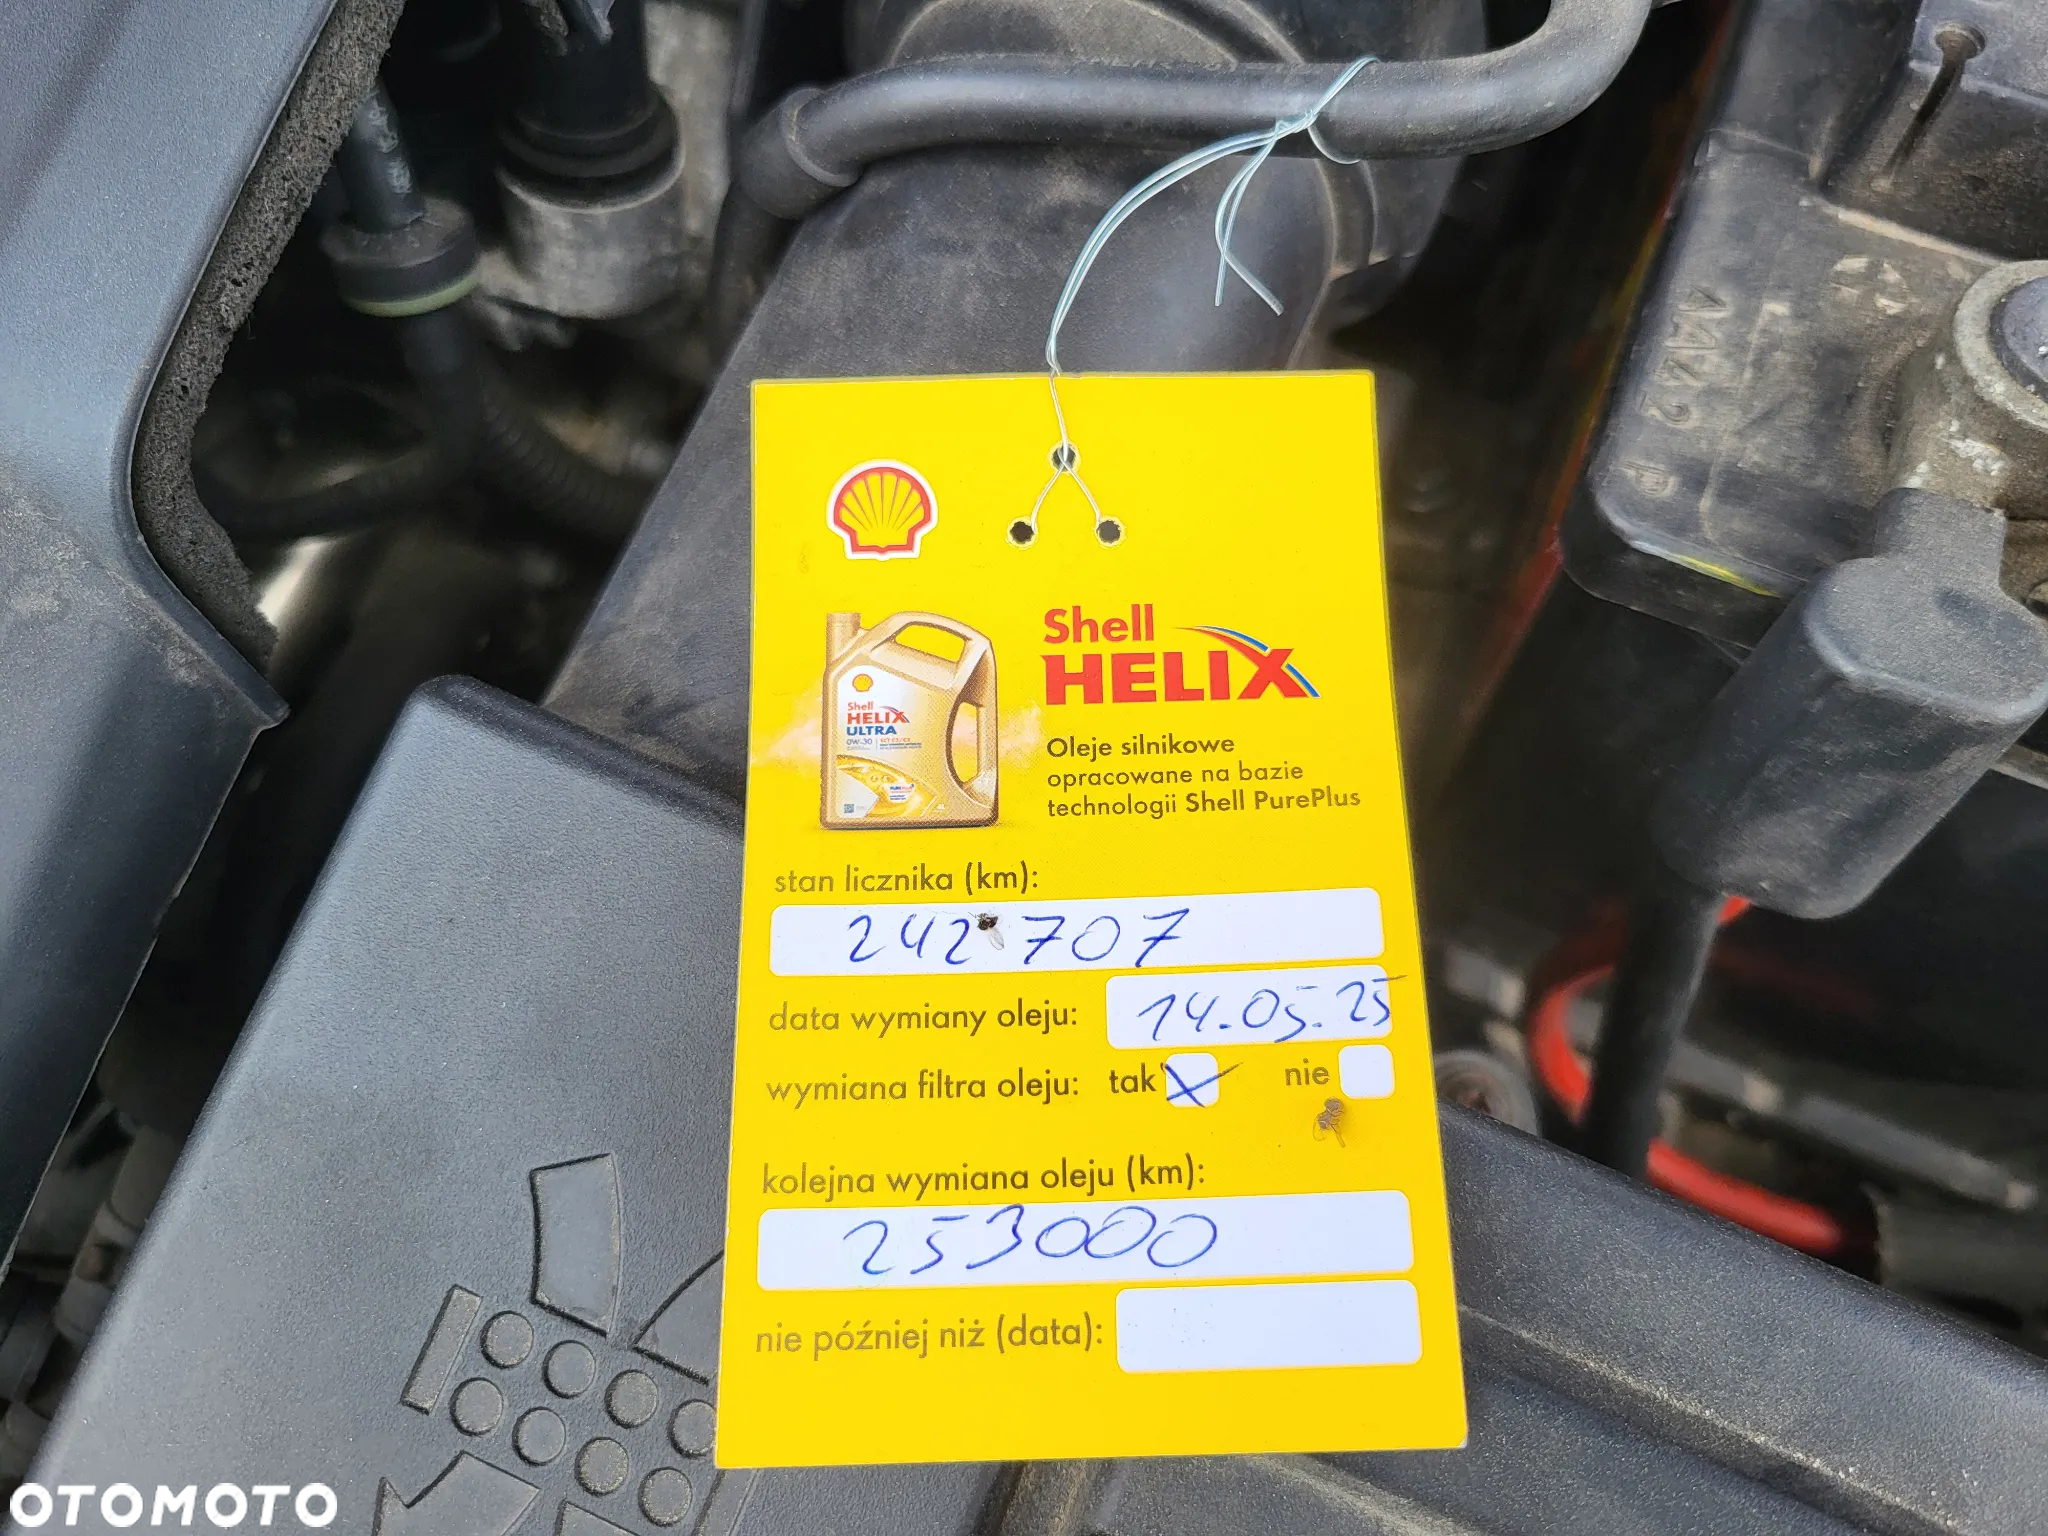 Shell
HELIX
Shell
HELIX
ULTRA
0W-30
Oleje silnikowe
opracowane na bazie
technologii Shell PurePlus
stan licznika (km):
242707
data wymiany oleju: 14.05.25
wymiana filtra oleju: tak X nie
kolejna wymiana oleju (km):
253000
nie później niż (data):
OTOMOTO